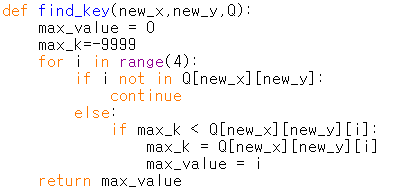 def find_key(new_x,new_y,Q):
    max_value = 0
    max_k=-9999
    for i in range(4):
        if i not in Q[new_x][new_y]:
            continue
        else:
            if max_k < Q[new_x][new_y][i]:
                max_k = Q[new_x][new_y][i]
                max_value = i
    return max_value